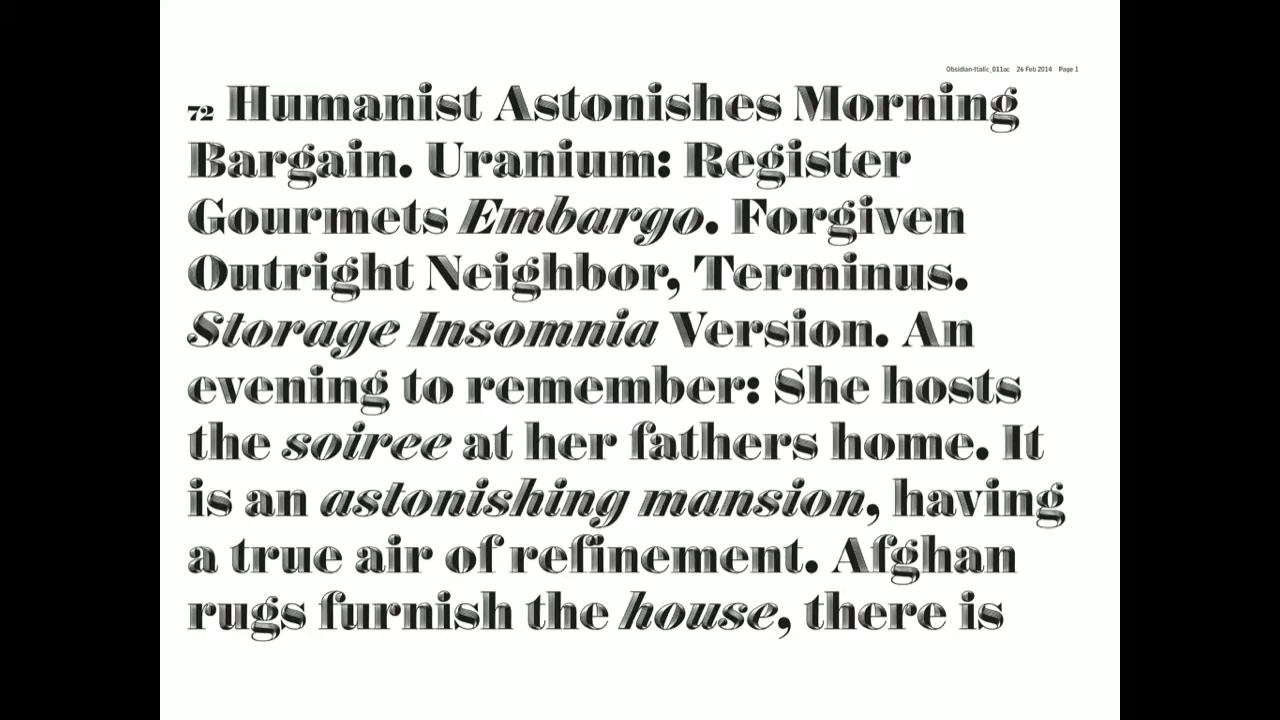 Obsidian-Italic_011ac 26 Feb 2014 Page 1
72 Humanist Astonishes Morning
Bargain. Uranium: Register
Gourmets Embargo. Forgiven
Outright Neighbor, Terminus.
Storage Insomnia Version. An
evening to remember: She hosts
the soiree at her fathers home. It
is an astonishing mansion, having
a true air of refinement. Afghan
rugs furnish the house, there is